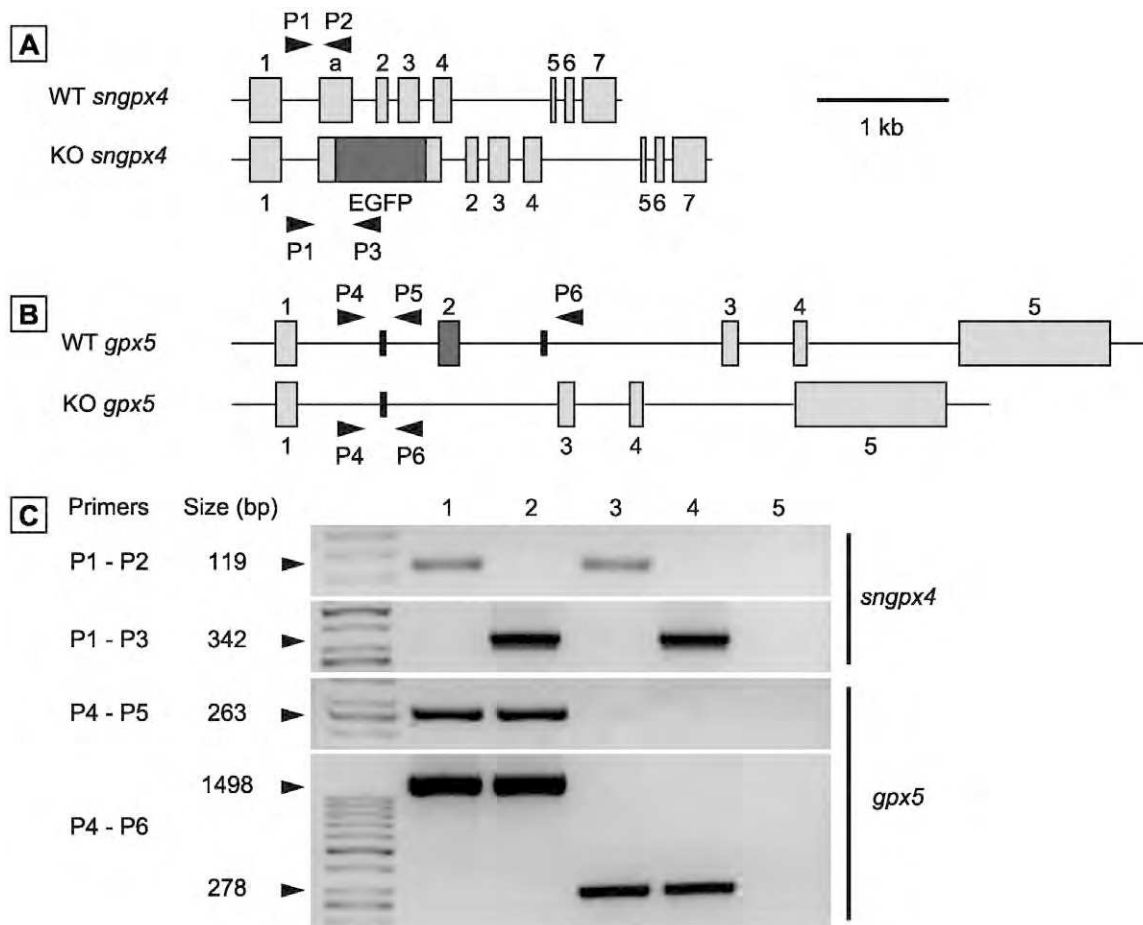 A
P1 P2
1 a 2 3 4 5 6 7
WT sngpx4
1 kb
KO sngpx4
1 EGFP 2 3 4 5 6 7
P1 P3
B
P4 P5 P6
1 2 3 4 5
WT gpx5
KO gpx5
1 3 4 5
P4 P6
C Primers Size (bp) 1 2 3 4 5
P1 - P2 119
sngpx4
P1 - P3 342
P4 - P5 263
1498
gpx5
P4 - P6
278